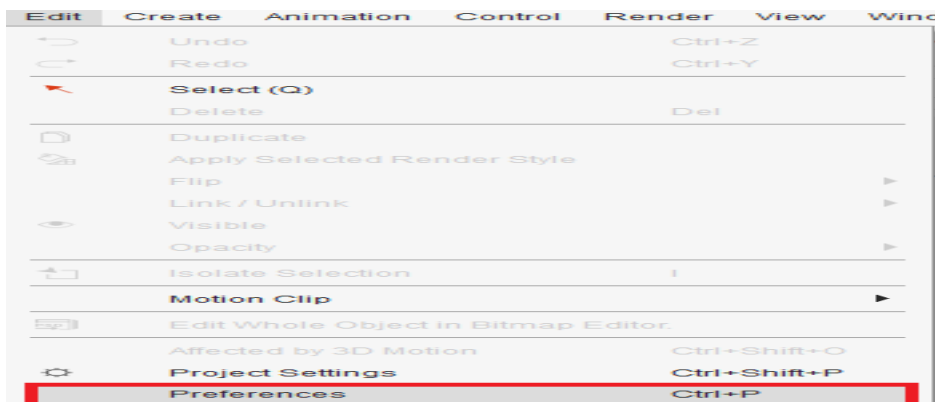 Edit Create Animation Control Render View Wind
Undo Ctrl+Z
Redo Ctrl+Y
Select (Q)
Delete Del
Duplicate
Apply Selected Render Style
Flip
Link / Unlink
Visible
Opacity
Isolate Selection I
Motion Clip
Edit Whole Object in Bitmap Editor.
Affected by 3D Motion Ctrl+Shift+O
Project Settings Ctrl+Shift+P
Preferences Ctrl+P